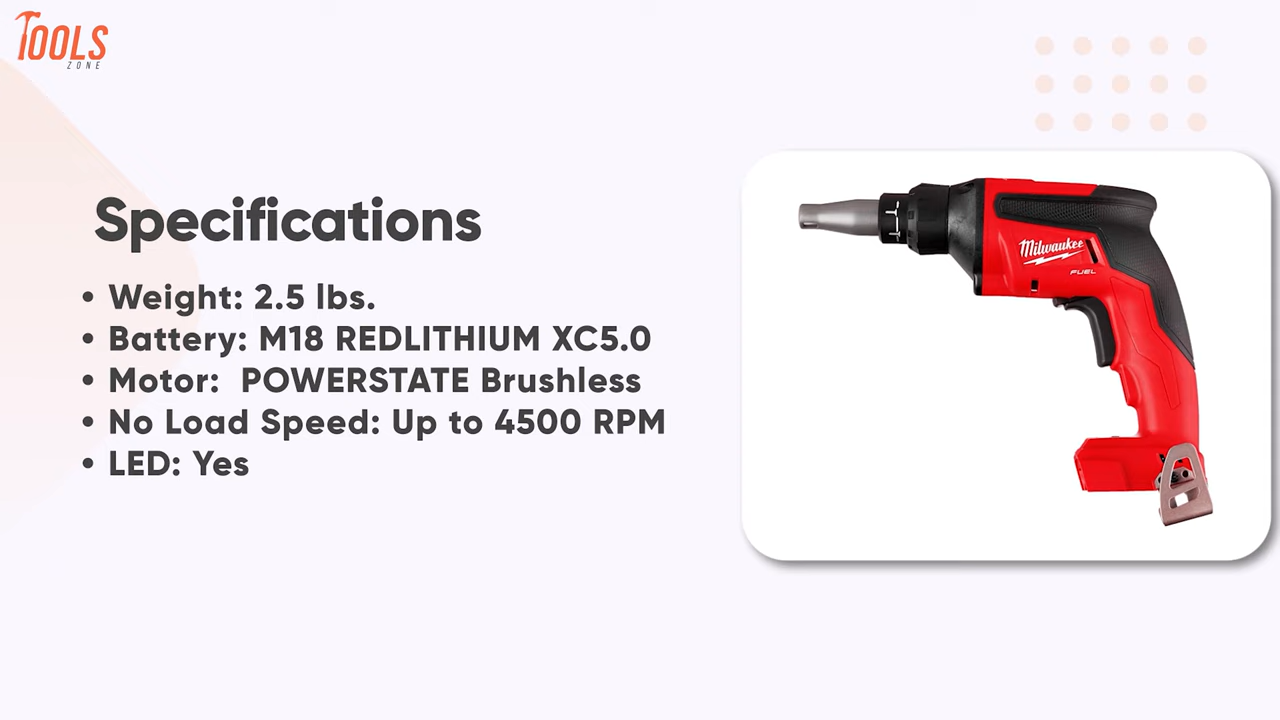 TOOLS
ZONE
Specifications
• Weight: 2.5 lbs.
• Battery: M18 REDLITHIUM XC5.0
• Motor: POWERSTATE Brushless
• No Load Speed: Up to 4500 RPM
• LED: Yes
Milwaukee
FUEL